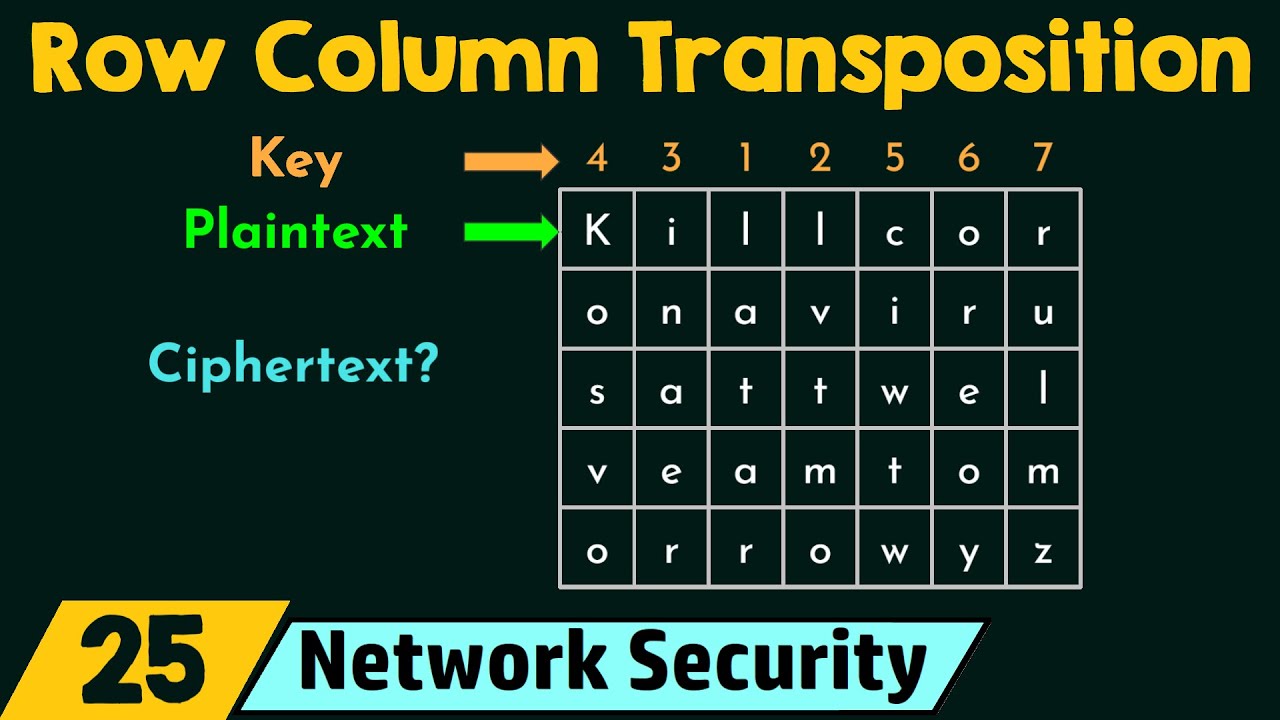 Row Column Transposition
Key 4 3 1 2 5 6 7
Plaintext K i l l c o r
o n a v i r u
Ciphertext? s a t t w e l
v e a m t o m
o r r o w y z
25 Network Security